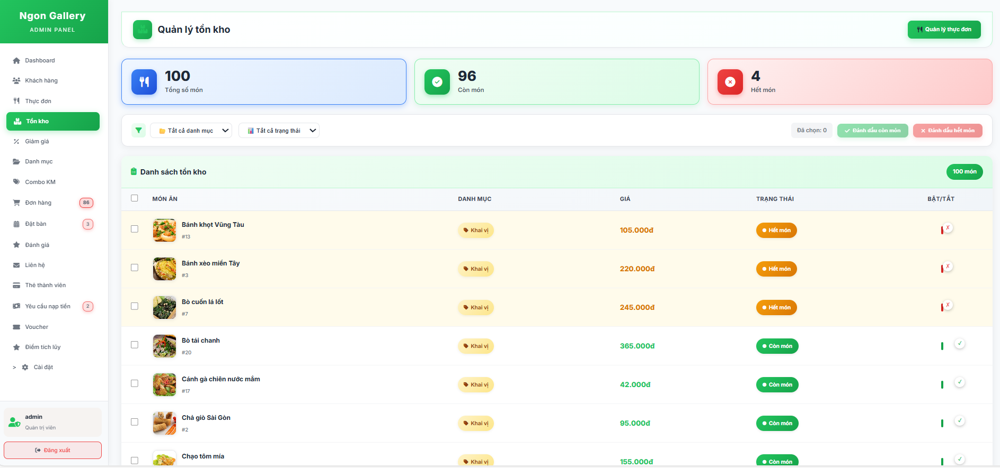 Ngon Gallery
ADMIN PANEL
Dashboard
Khách hàng
Thực đơn
Tồn kho
Giảm giá
Danh mục
Combo KM
Đơn hàng 86
Đặt bàn 3
Đánh giá
Liên hệ
Thẻ thành viên
Yêu cầu nạp tiền 2
Voucher
Điểm tích lũy
> Cài đặt
admin
Quản trị viên
Đăng xuất
Quản lý tồn kho
Quản lý thực đơn
100
Tổng số món
96
Còn món
4
Hết món
Tất cả danh mục
Tất cả trạng thái
Đã chọn: 0
Đánh dấu còn món
Đánh dấu hết món
Danh sách tồn kho
100 món
MÓN ĂN DANH MỤC GIÁ TRẠNG THÁI BẬT/TẮT
Bánh khọt Vũng Tàu
#13
Khai vị 105.000đ Hết món ✗
Bánh xèo miền Tây
#3
Khai vị 220.000đ Hết món ✗
Bò cuốn lá lốt
#7
Khai vị 245.000đ Hết món ✗
Bò tái chanh
#20
Khai vị 365.000đ Còn món ✓
Cánh gà chiên nước mắm
#17
Khai vị 42.000đ Còn món ✓
Chả giò Sài Gòn
#2
Khai vị 95.000đ Còn món ✓
Chạo tôm mía
Khai vị 155.000đ Còn món ✓